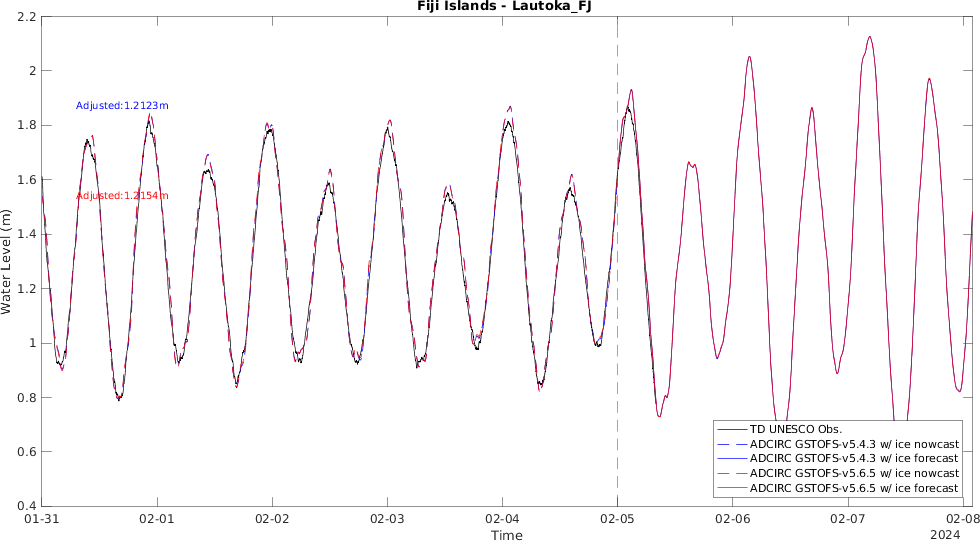 Fiji Islands - Lautoka_FJ
2.2
2
1.8
1.6
1.4
1.2
1
0.8
0.6
0.4
Water Level (m)
Adjusted:1.2123m
Adjusted:1.2154m
TD UNESCO Obs.
ADCIRC GSTOFS-v5.4.3 w/ ice nowcast
ADCIRC GSTOFS-v5.4.3 w/ ice forecast
ADCIRC GSTOFS-v5.6.5 w/ ice nowcast
ADCIRC GSTOFS-v5.6.5 w/ ice forecast
01-31 02-01 02-02 02-03 02-04 02-05 02-06 02-07 02-08
Time 2024